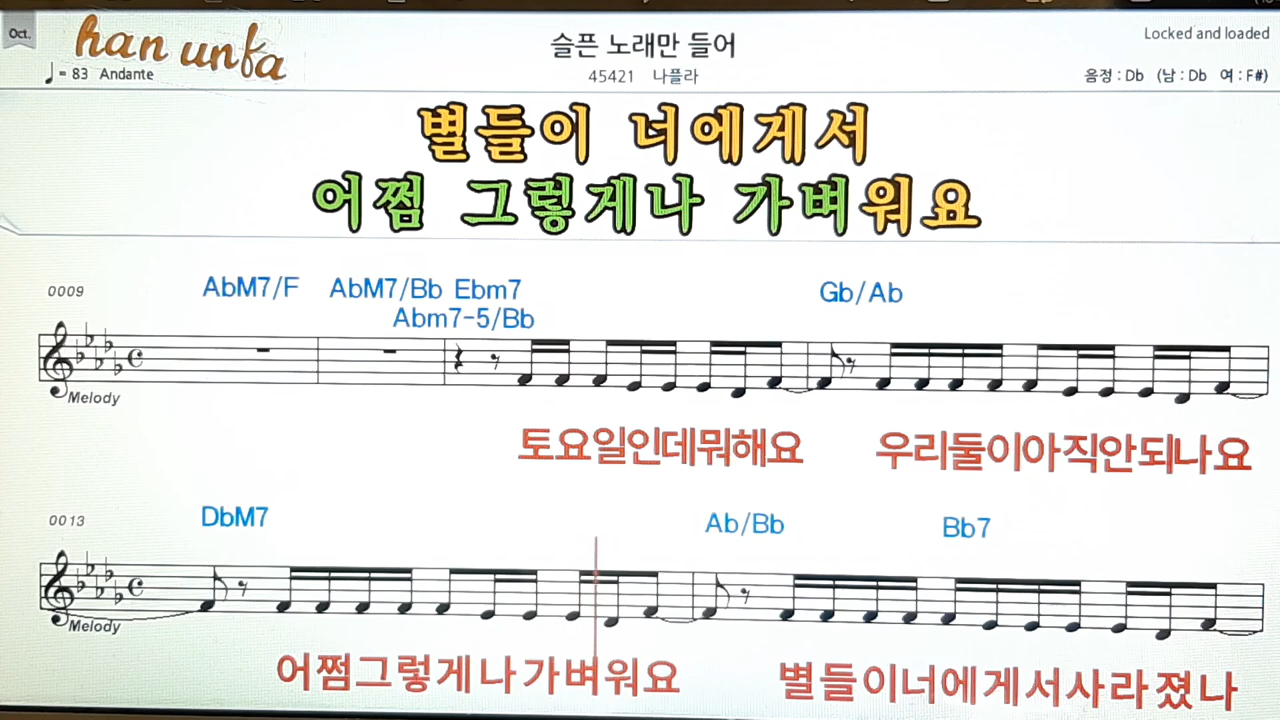 Oct.
han unfa
슬픈 노래만 들어
Locked and loaded
♩= 83 Andante
45421 나플라
음정 : Db (남 : Db 여 : F#)
별들이 너에게서
어쩜 그렇게나 가벼워요
0009
AbM7/F AbM7/Bb Ebm7 Gb/Ab
Abm7-5/Bb
Melody
토요일인데뭐해요 우리둘이아직안되나요
0013
DbM7 Ab/Bb Bb7
Melody
어쩜그렇게나가벼워요 별들이너에게서사라졌나